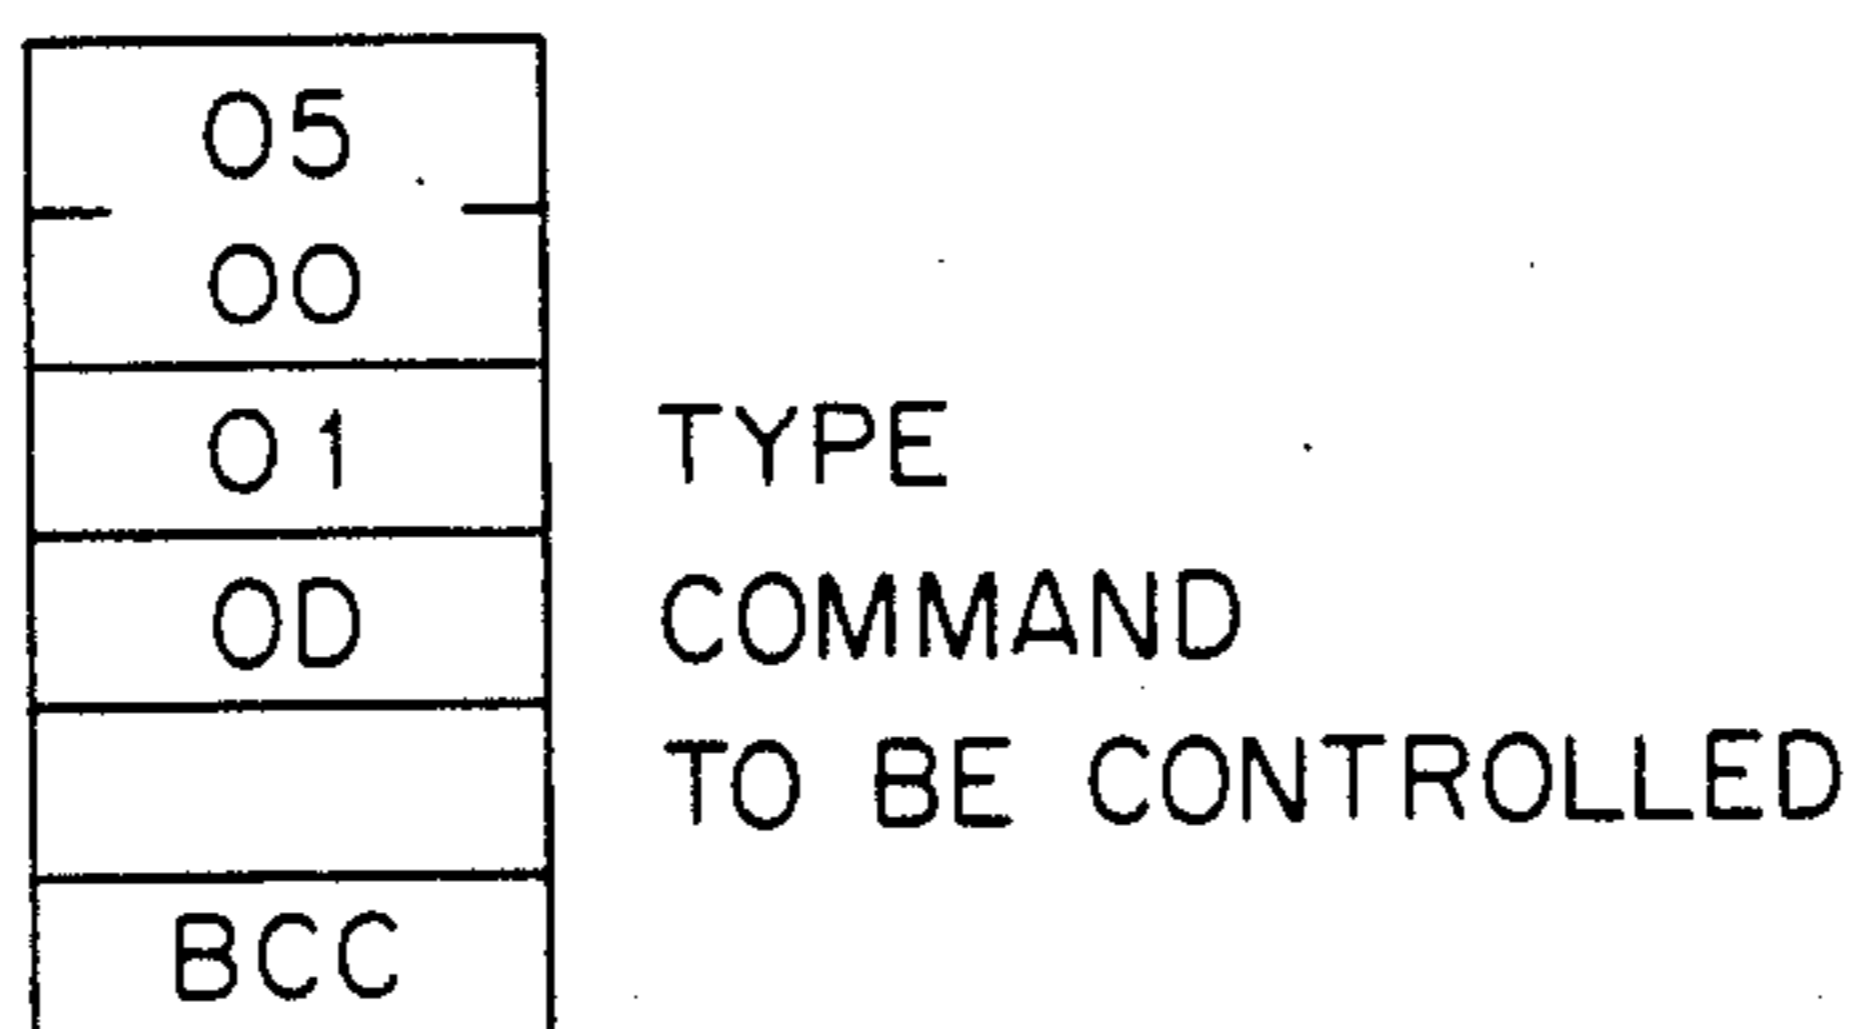 05
00
01 TYPE
0D COMMAND
TO BE CONTROLLED
BCC